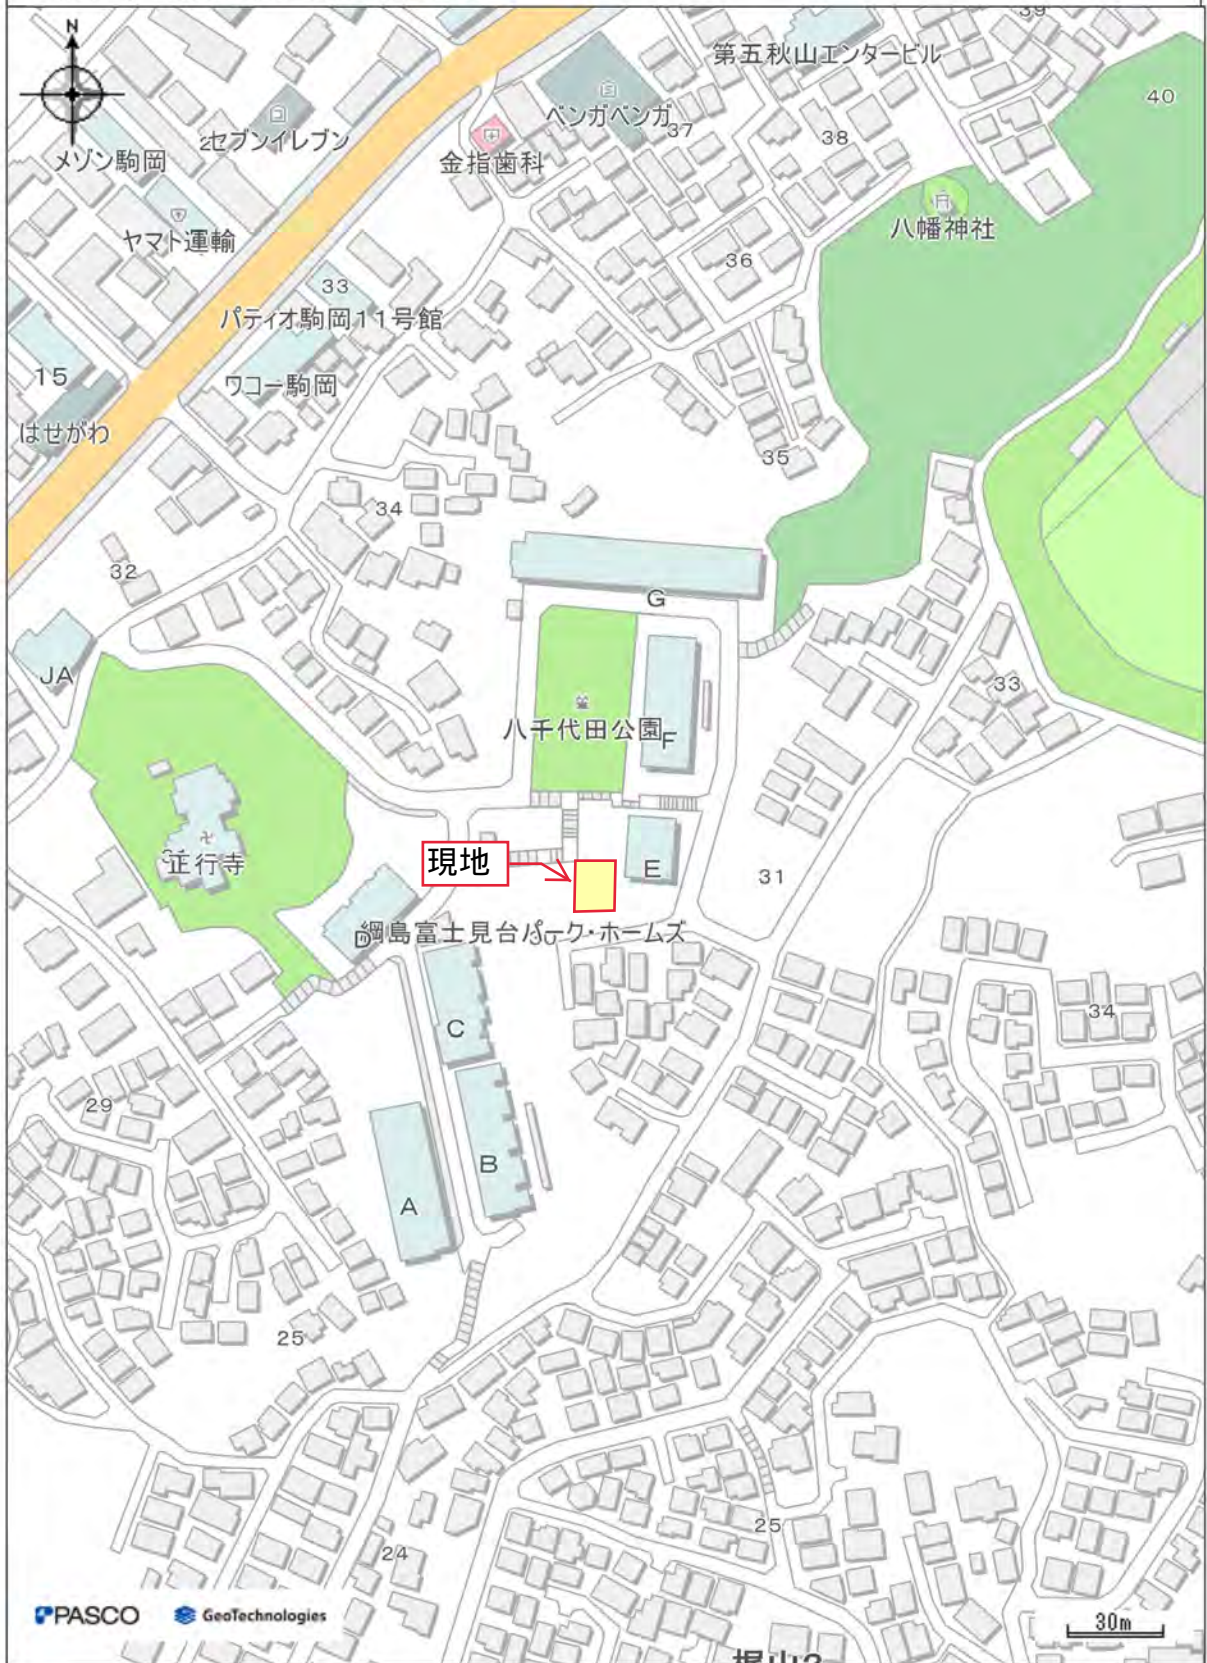 39
N
第五秋山エンタービル
40
ベンガベンガ
37
2セブンイレブン
38
メゾン駒岡
金指歯科
八幡神社
ヤマト運輸
36
33
パティオ駒岡11号館
15
ワコー駒岡
はせがわ
35
34
32
G
JA
33
八千代田公園
F
正行寺
現地
E
31
D
綱島富士見台パーク・ホームズ
C
34
29
B
A
25
25
24
PASCO
GeoTechnologies
30m